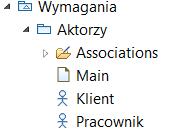 Wymagania
Aktorzy
Associations
Main
Klient
Pracownik